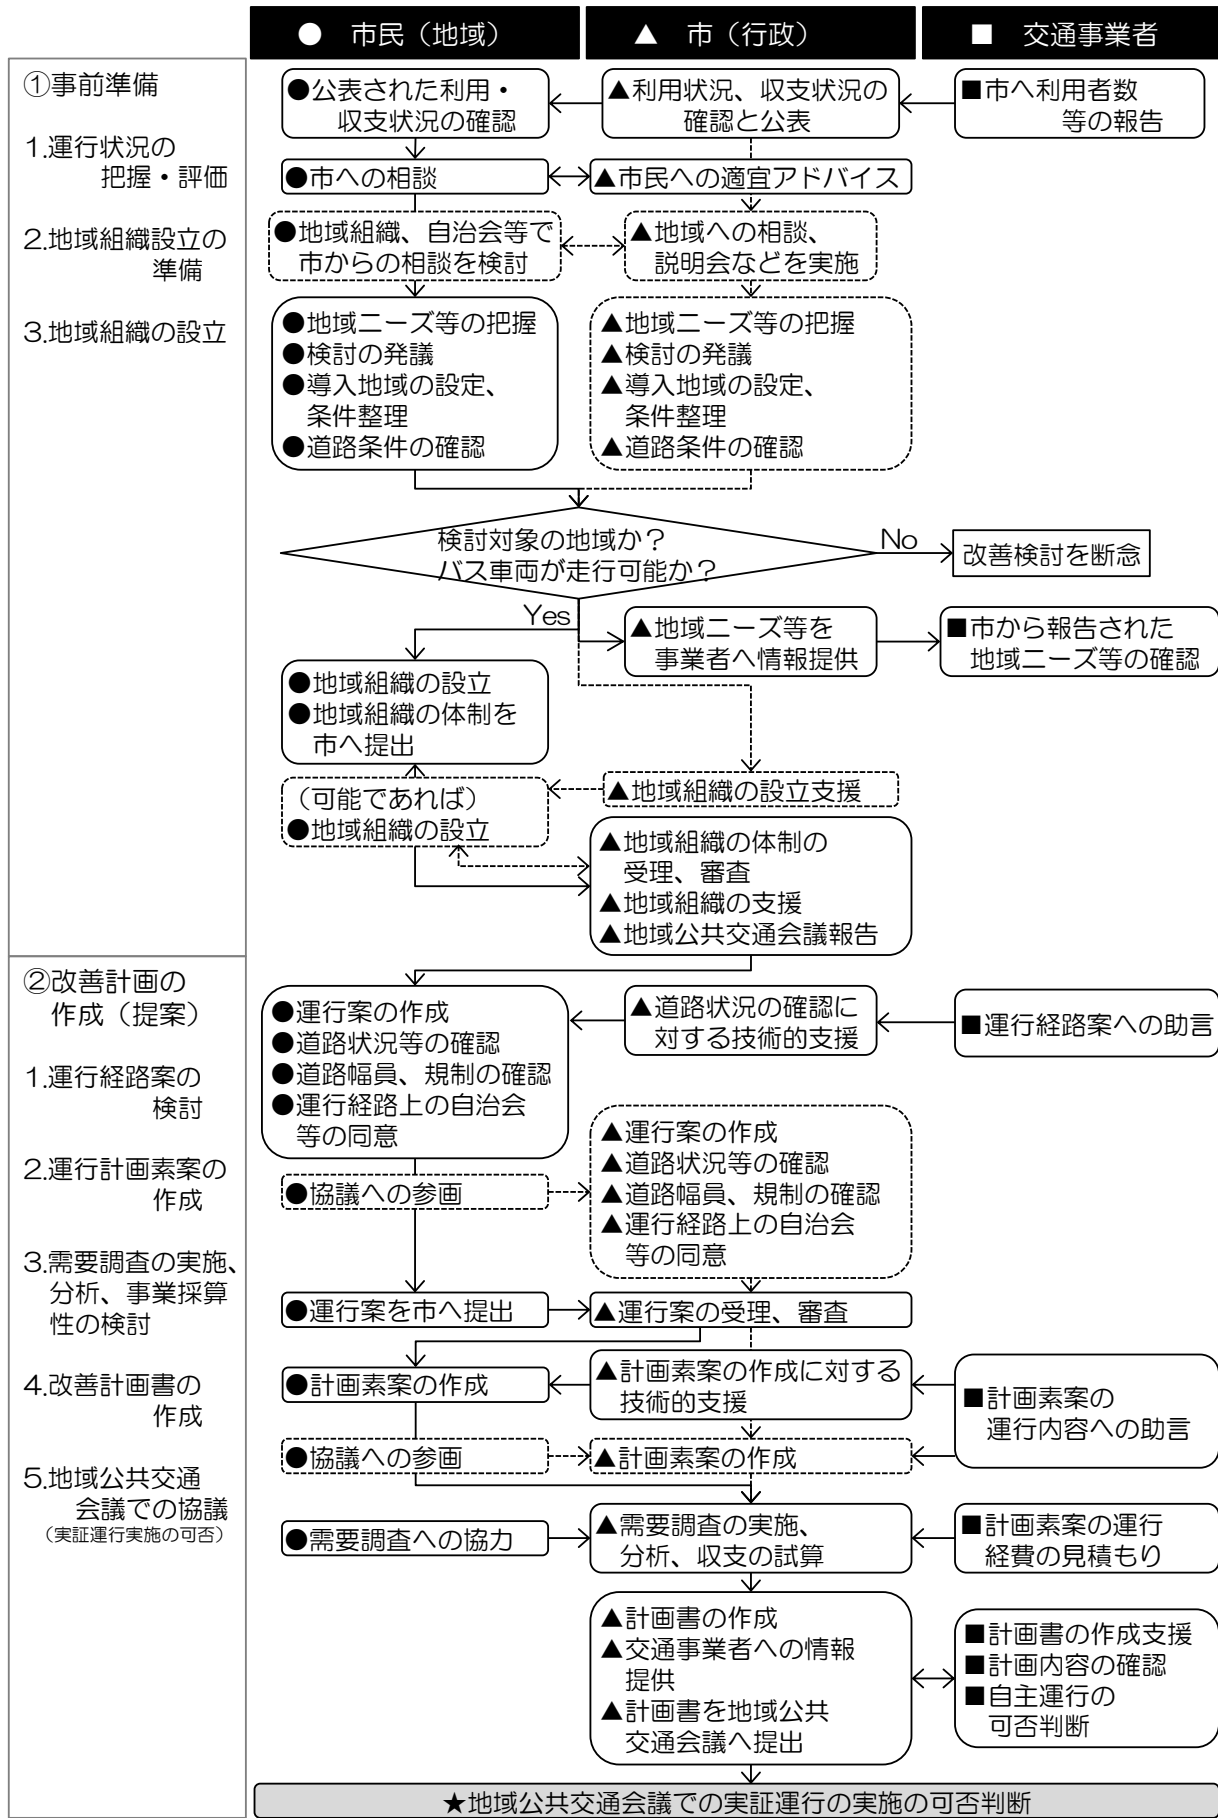 ● 市民（地域）
▲ 市（行政）
■ 交通事業者
①事前準備
1.運行状況の
把握・評価
2.地域組織設立の
準備
3.地域組織の設立
●公表された利用・
収支状況の確認
▲利用状況、収支状況の
確認と公表
■市へ利用者数
等の報告
●市への相談
▲市民への適宜アドバイス
●地域組織、自治会等で
市からの相談を検討
▲地域への相談、
説明会などを実施
●地域ニーズ等の把握
●検討の発議
●導入地域の設定、
条件整理
●道路条件の確認
▲地域ニーズ等の把握
▲検討の発議
▲導入地域の設定、
条件整理
▲道路条件の確認
検討対象の地域か？
バス車両が走行可能か？
No
改善検討を断念
Yes
▲地域ニーズ等を
事業者へ情報提供
■市から報告された
地域ニーズ等の確認
●地域組織の設立
●地域組織の体制を
市へ提出
（可能であれば）
●地域組織の設立
▲地域組織の設立支援
▲地域組織の体制の
受理、審査
▲地域組織の支援
▲地域公共交通会議報告
②改善計画の
作成（提案）
1.運行経路案の
検討
2.運行計画素案の
作成
3.需要調査の実施、
分析、事業採算
性の検討
4.改善計画書の
作成
5.地域公共交通
会議での協議
（実証運行実施の可否）
●運行案の作成
●道路状況等の確認
●道路幅員、規制の確認
●運行経路上の自治会
等の同意
▲道路状況の確認に
対する技術的支援
■運行経路案への助言
▲運行案の作成
▲道路状況等の確認
▲道路幅員、規制の確認
▲運行経路上の自治会
等の同意
●協議への参画
●運行案を市へ提出
▲運行案の受理、審査
●計画素案の作成
▲計画素案の作成に対する
技術的支援
■計画素案の
運行内容への助言
●協議への参画
▲計画素案の作成
●需要調査への協力
▲需要調査の実施、
分析、収支の試算
■計画素案の運行
経費の見積もり
▲計画書の作成
▲交通事業者への情報
提供
▲計画書を地域公共
交通会議へ提出
■計画書の作成支援
■計画内容の確認
■自主運行の
可否判断
★地域公共交通会議での実証運行の実施の可否判断